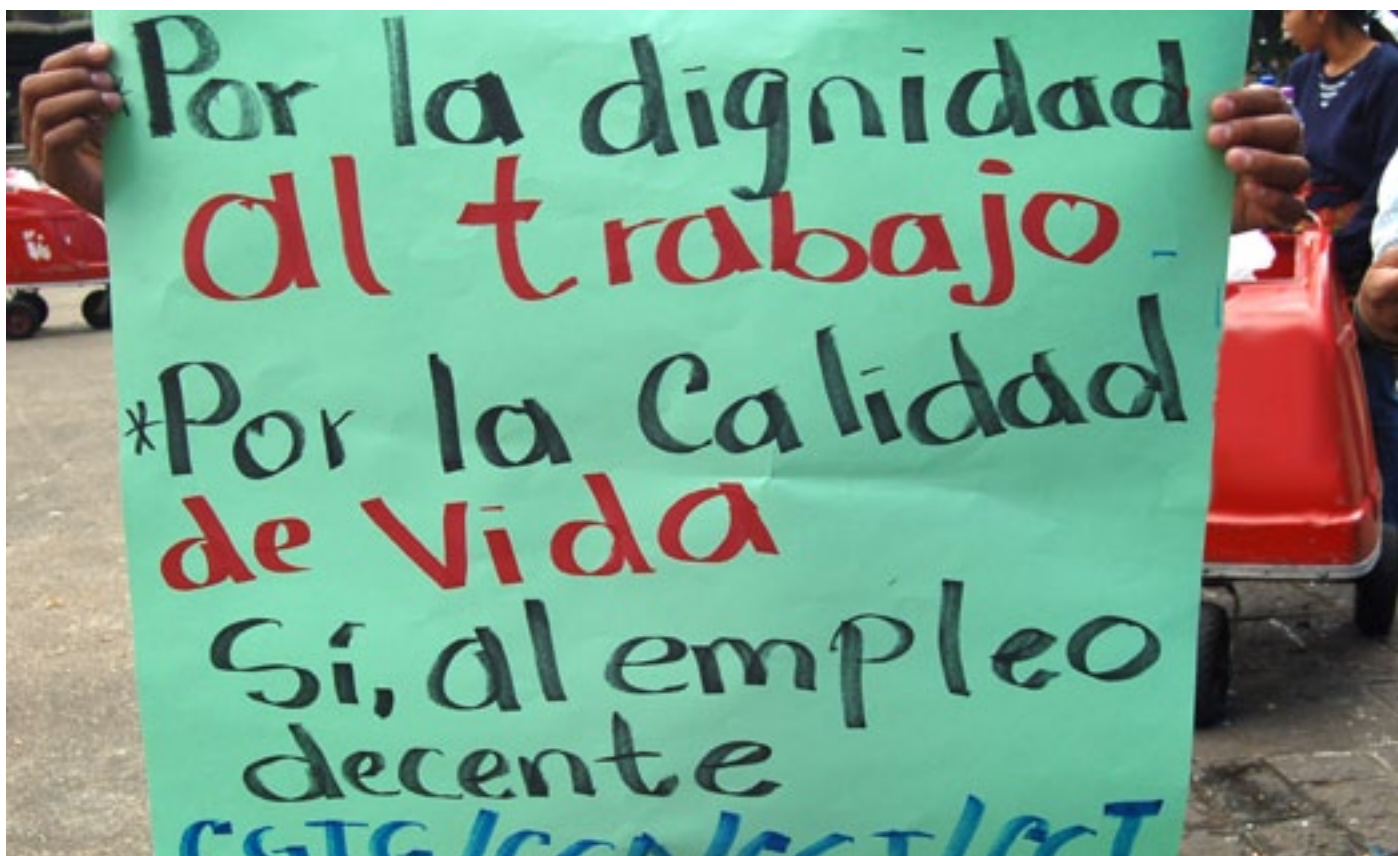 *Por la dignidad
al trabajo
*Por la Calidad
de Vida
Sí, al empleo
decente